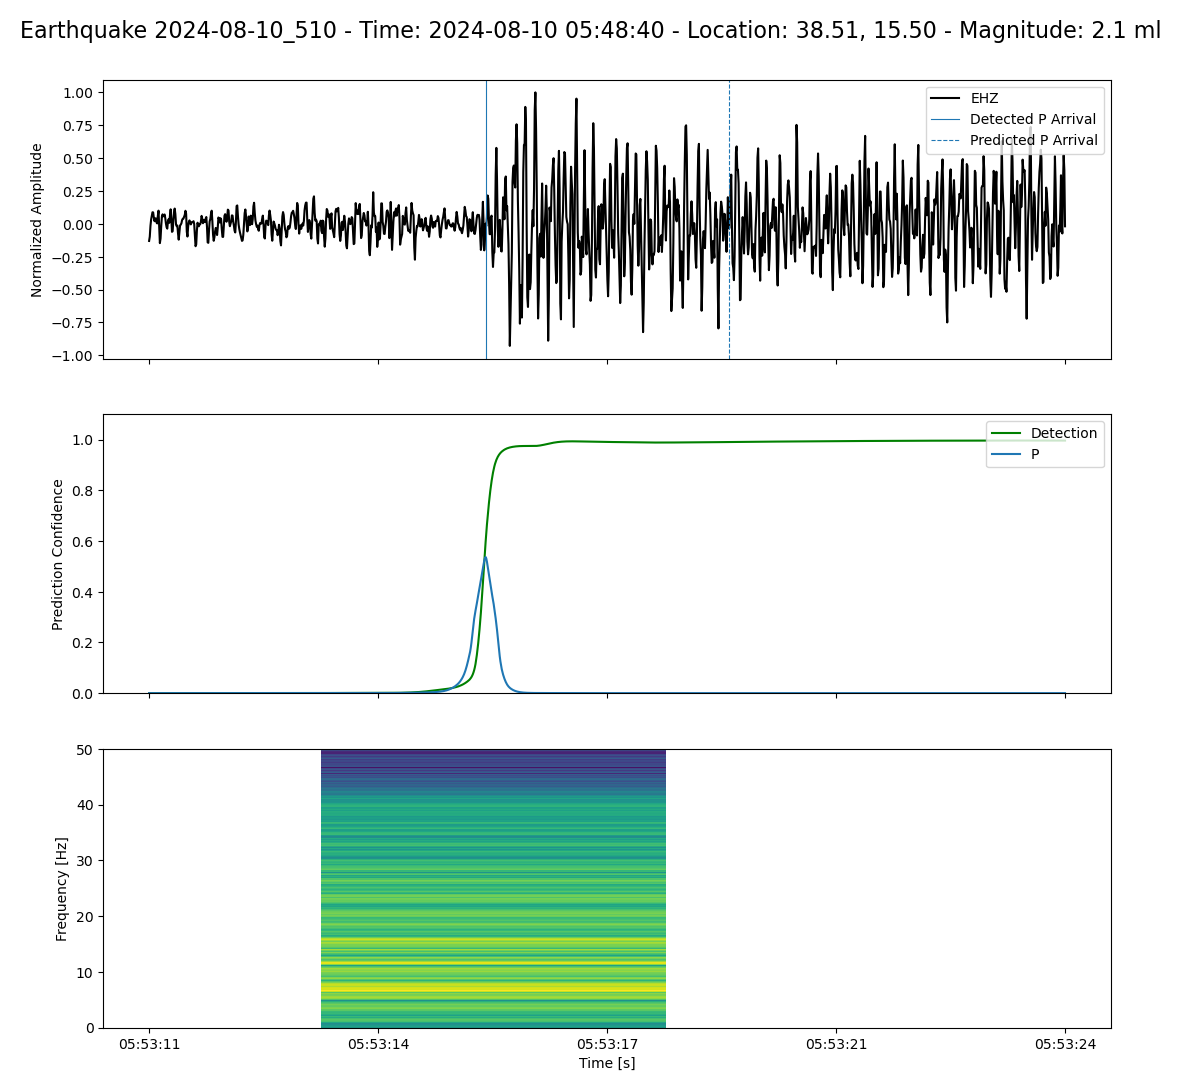 Earthquake 2024-08-10_510 - Time: 2024-08-10 05:48:40 - Location: 38.51, 15.50 - Magnitude: 2.1 ml
Normalized Amplitude
1.00
0.75
0.50
0.25
0.00
−0.25
−0.50
−0.75
−1.00
EHZ
Detected P Arrival
Predicted P Arrival
Prediction Confidence
1.0
0.8
0.6
0.4
0.2
0.0
Detection
P
Frequency [Hz]
50
40
30
20
10
0
05:53:11 05:53:14 05:53:17 05:53:21 05:53:24
Time [s]